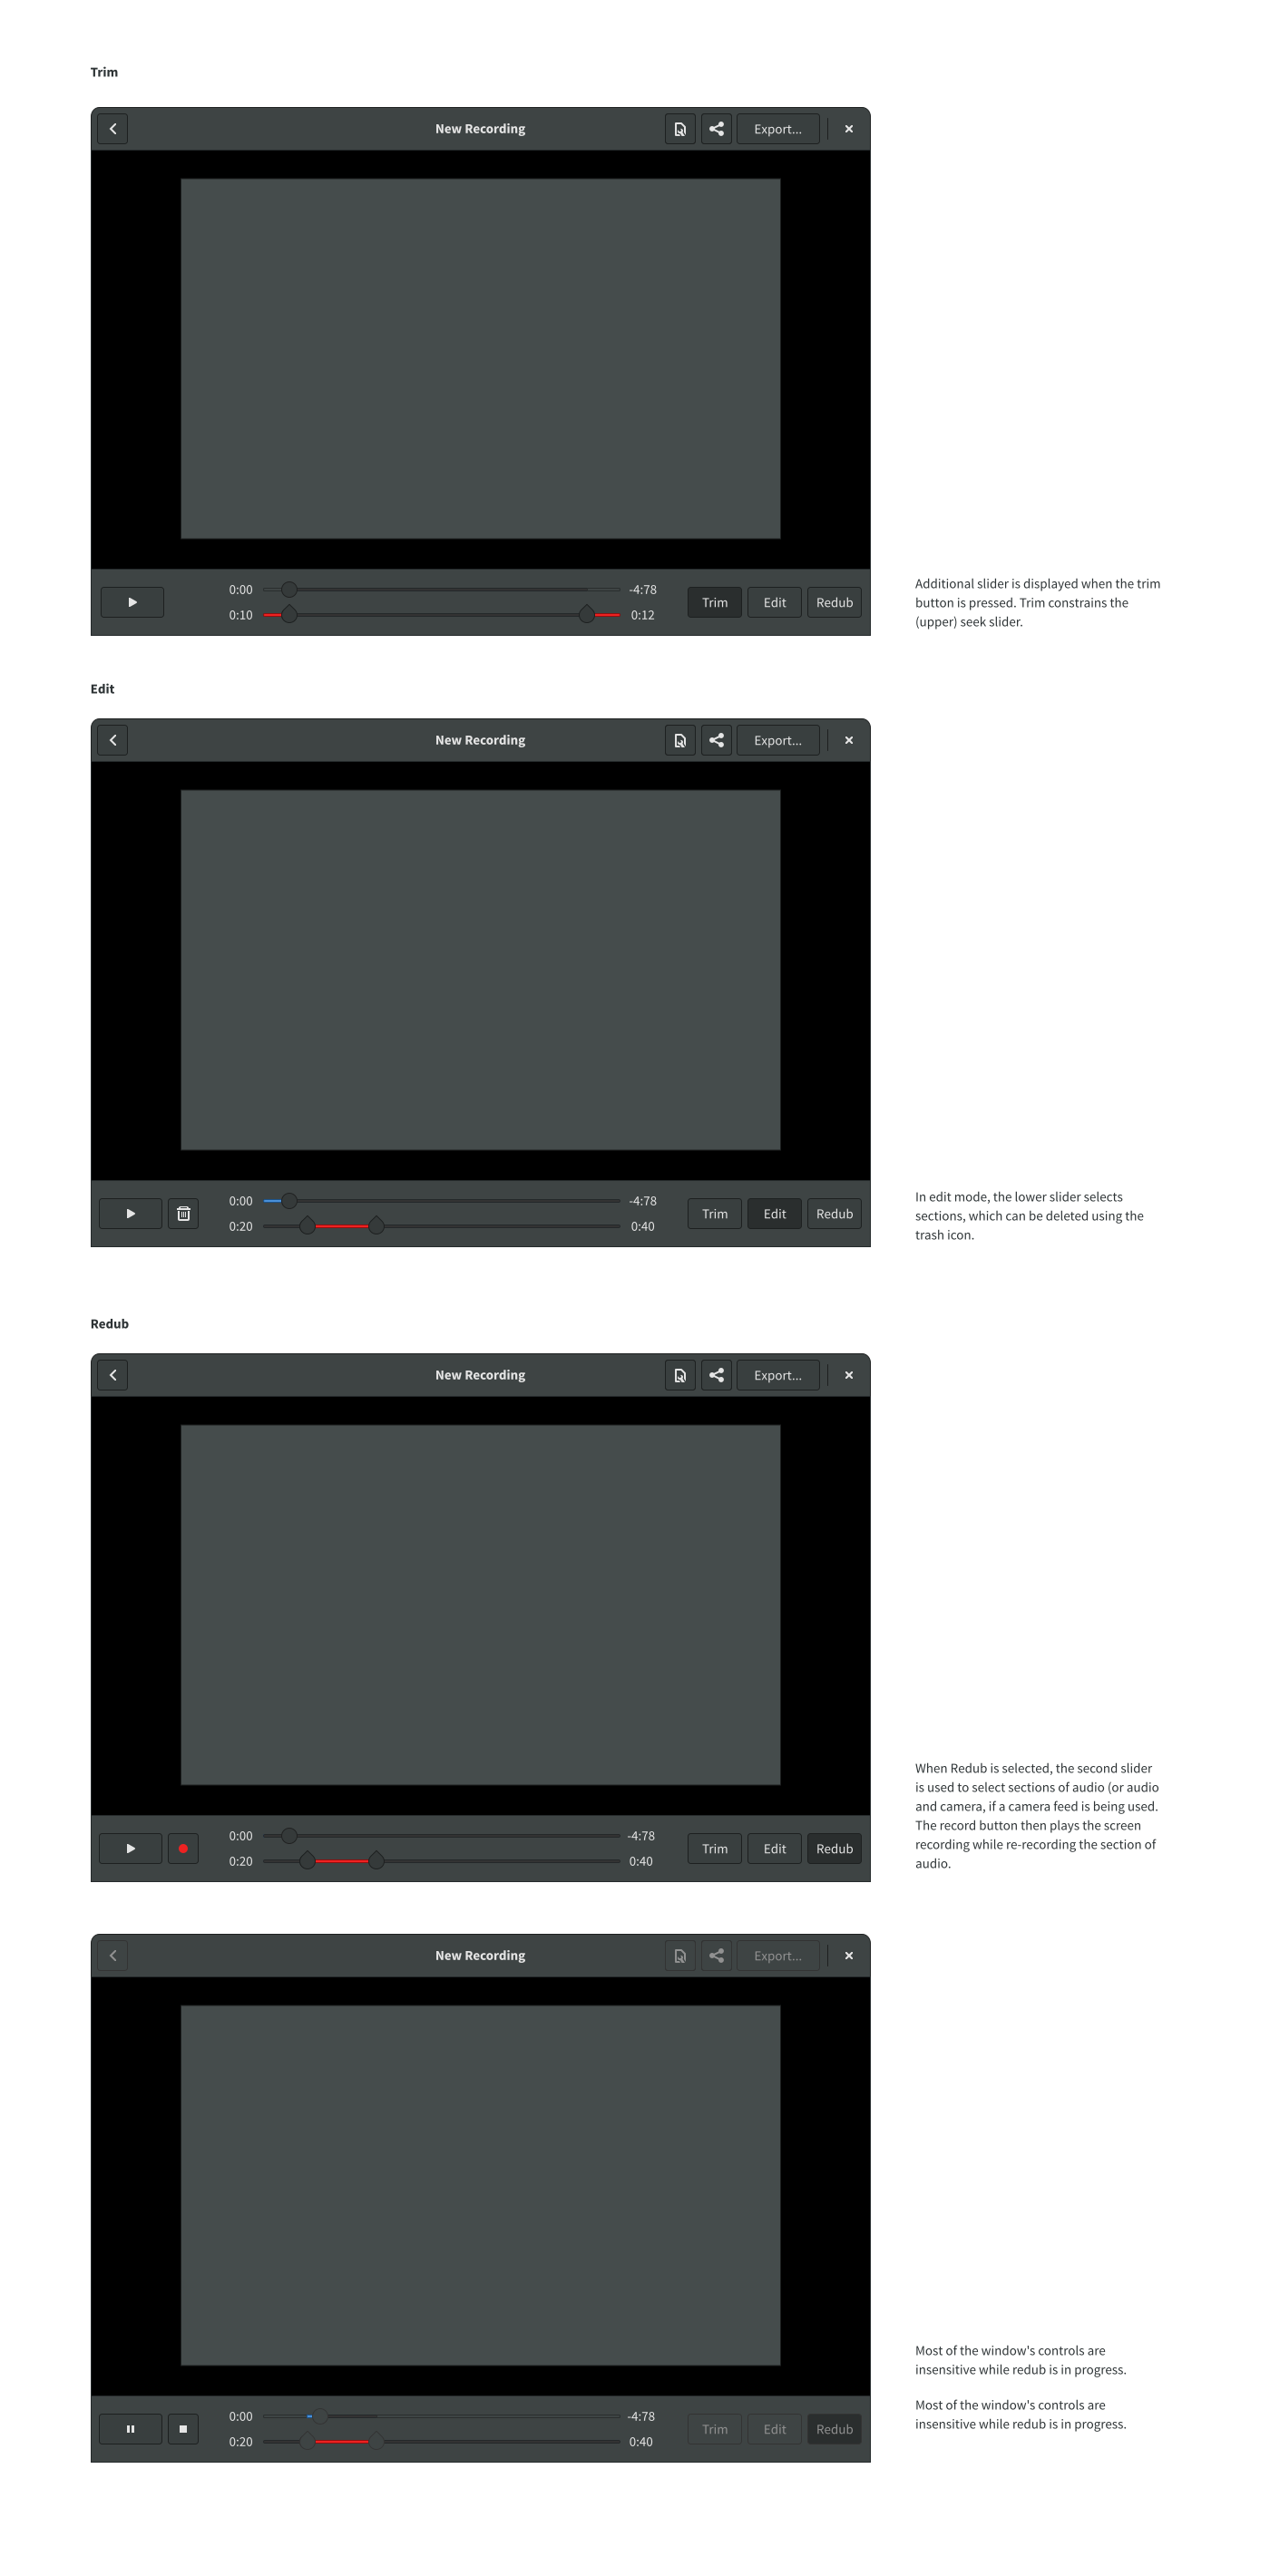 Trim
New Recording
Export...
0:00
-4:78
0:10
0:12
Trim
Edit
Redub
Additional slider is displayed when the trim
button is pressed. Trim constrains the
(upper) seek slider.
Edit
New Recording
Export...
0:00
-4:78
0:20
0:40
Trim
Edit
Redub
In edit mode, the lower slider selects
sections, which can be deleted using the
trash icon.
Redub
New Recording
Export...
0:00
-4:78
0:20
0:40
Trim
Edit
Redub
When Redub is selected, the second slider
is used to select sections of audio (or audio
and camera, if a camera feed is being used.
The record button then plays the screen
recording while re-recording the section of
audio.
New Recording
Export...
0:00
-4:78
0:20
0:40
Trim
Edit
Redub
Most of the window's controls are
insensitive while redub is in progress.
Most of the window's controls are
insensitive while redub is in progress.